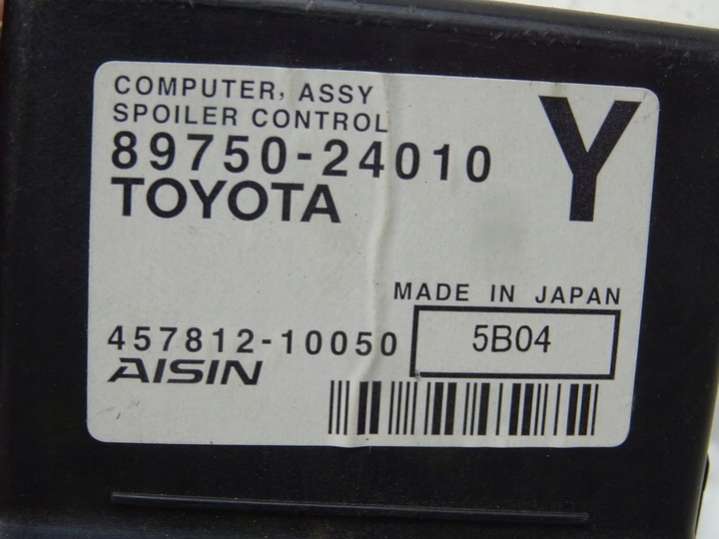 COMPUTER, ASSY
SPOILER CONTROL
89750-24010
TOYOTA
Y
MADE IN JAPAN
457812-10050
5B04
AISIN